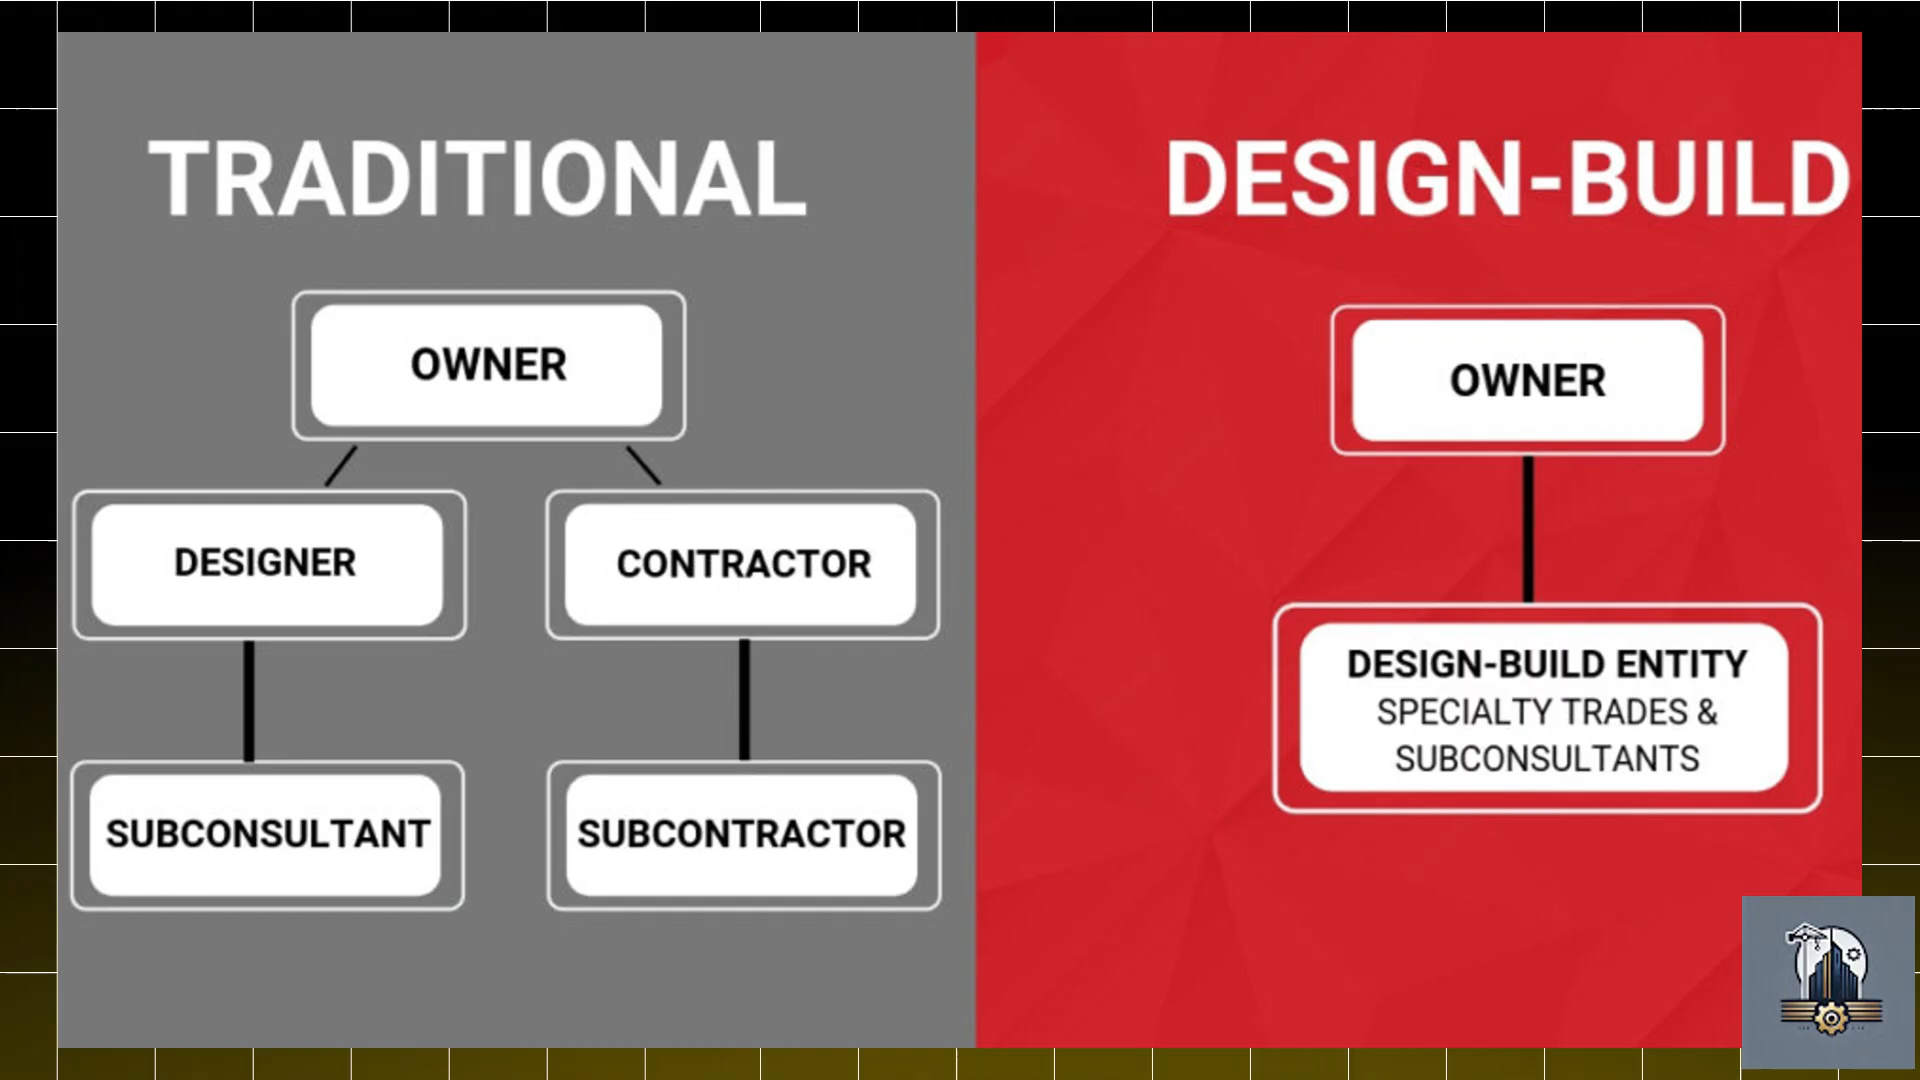 TRADITIONAL
OWNER
DESIGNER
CONTRACTOR
SUBCONSULTANT
SUBCONTRACTOR
DESIGN-BUILD
OWNER
DESIGN-BUILD ENTITY
SPECIALTY TRADES &
SUBCONSULTANTS